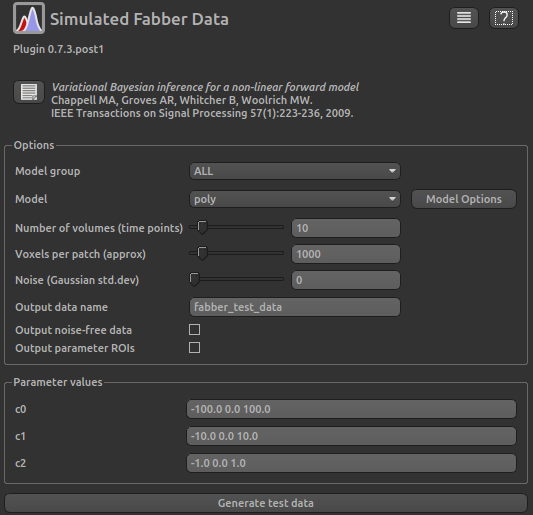 Simulated Fabber Data
Plugin 0.7.3.post1
Variational Bayesian inference for a non-linear forward model
Chappell MA, Groves AR, Whitcher B, Woolrich MW.
IEEE Transactions on Signal Processing 57(1):223-236, 2009.
Options
Model group ALL
Model poly Model Options
Number of volumes (time points) 10
Voxels per patch (approx) 1000
Noise (Gaussian std.dev) 0
Output data name fabber_test_data
Output noise-free data
Output parameter ROIs
Parameter values
c0 -100.0 0.0 100.0
c1 -10.0 0.0 10.0
c2 -1.0 0.0 1.0
Generate test data